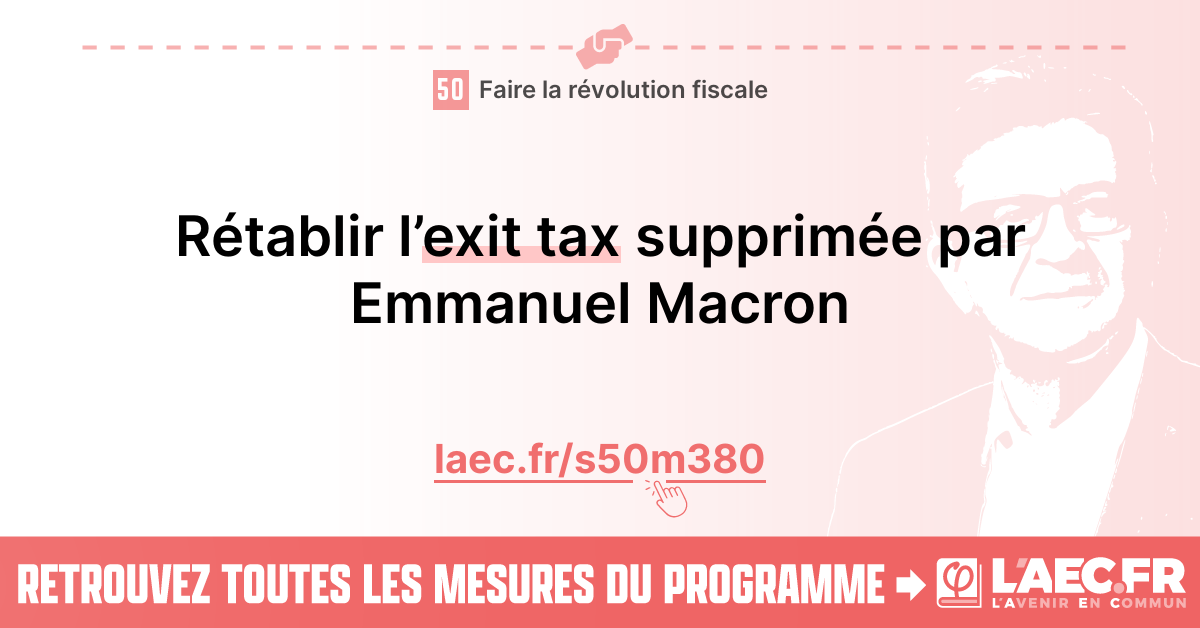 50 Faire la révolution fiscale
Rétablir l’exit tax supprimée par
Emmanuel Macron
laec.fr/s50m380
RETROUVEZ TOUTES LES MESURES DU PROGRAMME
φ L'AEC.FR
L'AVENIR EN COMMUN